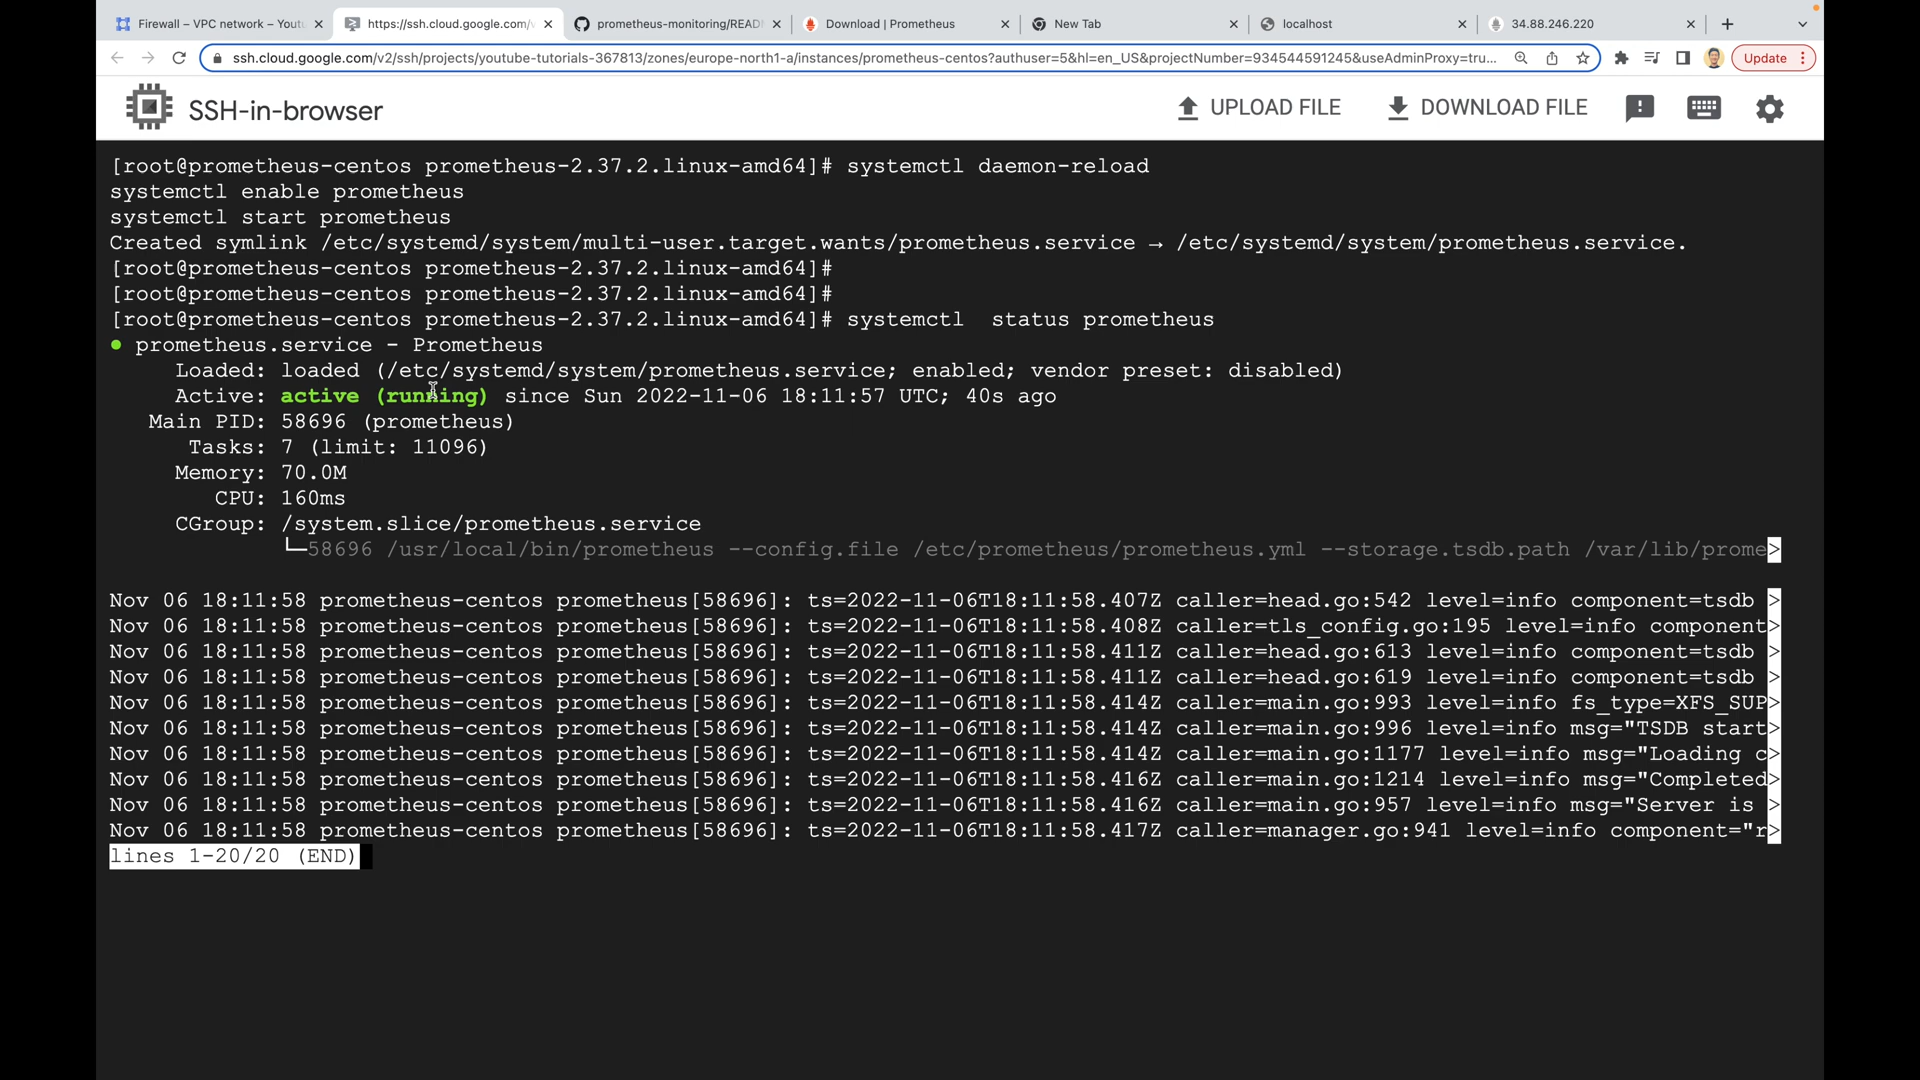 Firewall – VPC network – Youtu
https://ssh.cloud.google.com/v
prometheus-monitoring/READM
Download | Prometheus
New Tab
localhost
34.88.246.220
ssh.cloud.google.com/v2/ssh/projects/youtube-tutorials-367813/zones/europe-north1-a/instances/prometheus-centos?authuser=5&hl=en_US&projectNumber=934544591245&useAdminProxy=tru...
Update
SSH-in-browser
UPLOAD FILE
DOWNLOAD FILE
[root@prometheus-centos prometheus-2.37.2.linux-amd64]# systemctl daemon-reload
systemctl enable prometheus
systemctl start prometheus
Created symlink /etc/systemd/system/multi-user.target.wants/prometheus.service → /etc/systemd/system/prometheus.service.
[root@prometheus-centos prometheus-2.37.2.linux-amd64]#
[root@prometheus-centos prometheus-2.37.2.linux-amd64]#
[root@prometheus-centos prometheus-2.37.2.linux-amd64]# systemctl  status prometheus
● prometheus.service - Prometheus
Loaded: loaded (/etc/systemd/system/prometheus.service; enabled; vendor preset: disabled)
Active: active (running) since Sun 2022-11-06 18:11:57 UTC; 40s ago
Main PID: 58696 (prometheus)
Tasks: 7 (limit: 11096)
Memory: 70.0M
CPU: 160ms
CGroup: /system.slice/prometheus.service
└─58696 /usr/local/bin/prometheus --config.file /etc/prometheus/prometheus.yml --storage.tsdb.path /var/lib/prome>
Nov 06 18:11:58 prometheus-centos prometheus[58696]: ts=2022-11-06T18:11:58.407Z caller=head.go:542 level=info component=tsdb >
Nov 06 18:11:58 prometheus-centos prometheus[58696]: ts=2022-11-06T18:11:58.408Z caller=tls_config.go:195 level=info component>
Nov 06 18:11:58 prometheus-centos prometheus[58696]: ts=2022-11-06T18:11:58.411Z caller=head.go:613 level=info component=tsdb >
Nov 06 18:11:58 prometheus-centos prometheus[58696]: ts=2022-11-06T18:11:58.411Z caller=head.go:619 level=info component=tsdb >
Nov 06 18:11:58 prometheus-centos prometheus[58696]: ts=2022-11-06T18:11:58.414Z caller=main.go:993 level=info fs_type=XFS_SUP>
Nov 06 18:11:58 prometheus-centos prometheus[58696]: ts=2022-11-06T18:11:58.414Z caller=main.go:996 level=info msg="TSDB start>
Nov 06 18:11:58 prometheus-centos prometheus[58696]: ts=2022-11-06T18:11:58.414Z caller=main.go:1177 level=info msg="Loading c>
Nov 06 18:11:58 prometheus-centos prometheus[58696]: ts=2022-11-06T18:11:58.416Z caller=main.go:1214 level=info msg="Completed>
Nov 06 18:11:58 prometheus-centos prometheus[58696]: ts=2022-11-06T18:11:58.416Z caller=main.go:957 level=info msg="Server is >
Nov 06 18:11:58 prometheus-centos prometheus[58696]: ts=2022-11-06T18:11:58.417Z caller=manager.go:941 level=info component="r>
lines 1-20/20 (END)